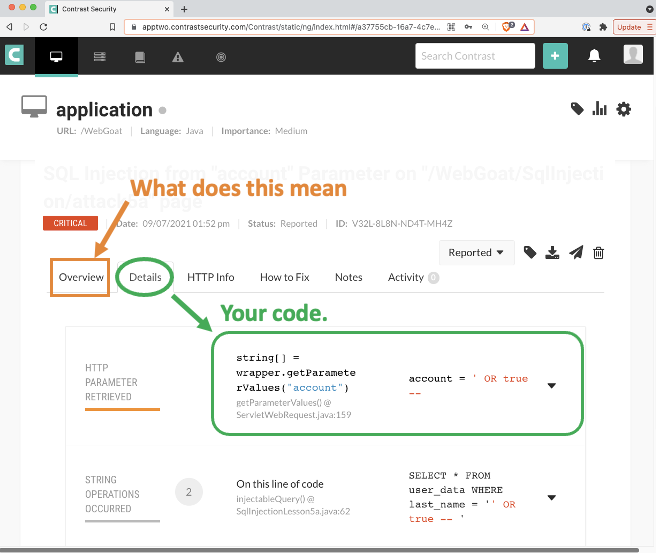 Contrast Security
apptwo.contrastsecurity.com/Contrast/static/ng/index.html#/a37755cb-16a7-4c7e...
Update
Search Contrast
application
URL: /WebGoat
Language: Java
Importance: Medium
SQL Injection from "account" Parameter on "/WebGoat/SqlInjecti
on/attack5a" page
What does this mean
CRITICAL
Date: 09/07/2021 01:52 pm
Status: Reported
ID: V32L-8L8N-ND4T-MH4Z
Reported
Overview
Details
HTTP Info
How to Fix
Notes
Activity 0
Your code.
HTTP
PARAMETER
RETRIEVED
string[] =
wrapper.getParamete
rValues("account")
getParameterValues() @
ServletWebRequest.java:159
account = ' OR true
--
STRING
OPERATIONS
OCCURRED
2
On this line of code
injectableQuery() @
SqlInjectionLesson5a.java:62
SELECT * FROM
user_data WHERE
last_name = '' OR
true -- '